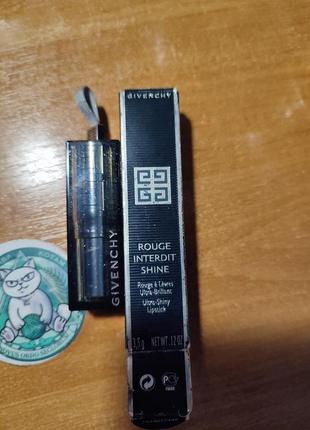 GIVENCHY
ROUGE
INTERDIT
SHINE
Rouge à Lèvres
Ultra-Brillant
Ultra-Shiny
Lipstick
3,5g NET WT. .12 OZ
GIVENCHY